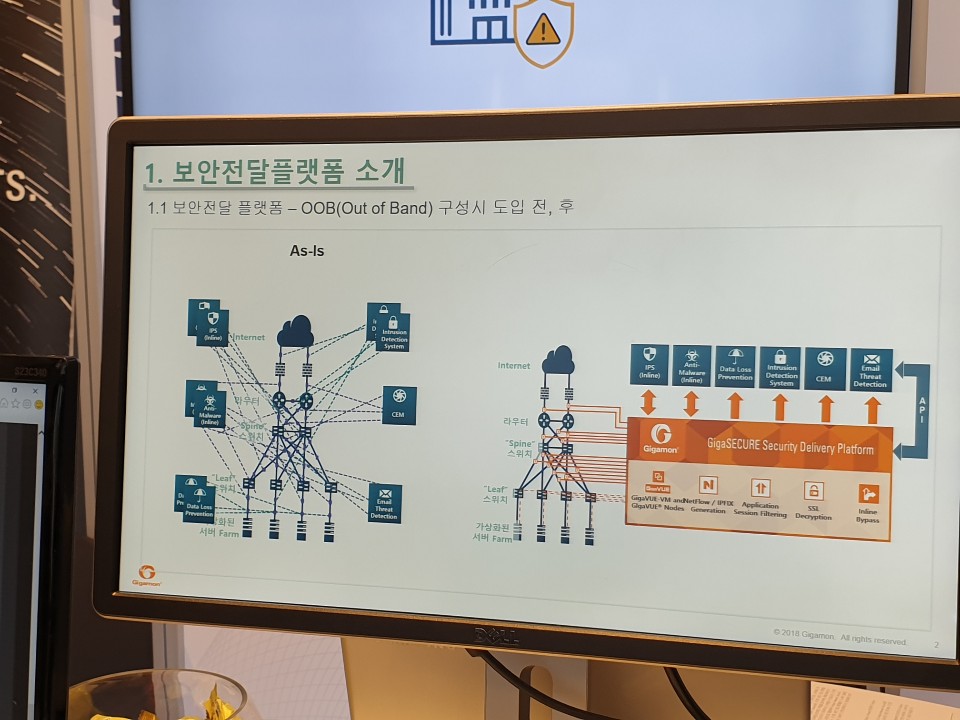 1. 보안전달플랫폼 소개
1.1 보안전달 플랫폼 – OOB(Out of Band) 구성시 도입 전, 후
As-Is
IPS
(Inline)
Internet
Intrusion
Detection
System
Anti-
Malware
(Inline)
라우터
CEM
"Spine"
스위치
"Leaf"
스위치
Data Loss
Prevention
Email
Threat
Detection
서버 Farm
Internet
라우터
"Spine"
스위치
"Leaf"
스위치
가상화된
서버 Farm
IPS
(Inline)
Anti-
Malware
(Inline)
Data Loss
Prevention
Intrusion
Detection
System
CEM
Email
Threat
Detection
API
Gigamon
GigaSECURE Security Delivery Platform
GigaVUE
GigaVUE-VM and
GigaVUE® Nodes
N
NetFlow / IPFIX
Generation
Application
Session Filtering
SSL
Decryption
Inline
Bypass
Gigamon
© 2018 Gigamon. All rights reserved. 2
DELL